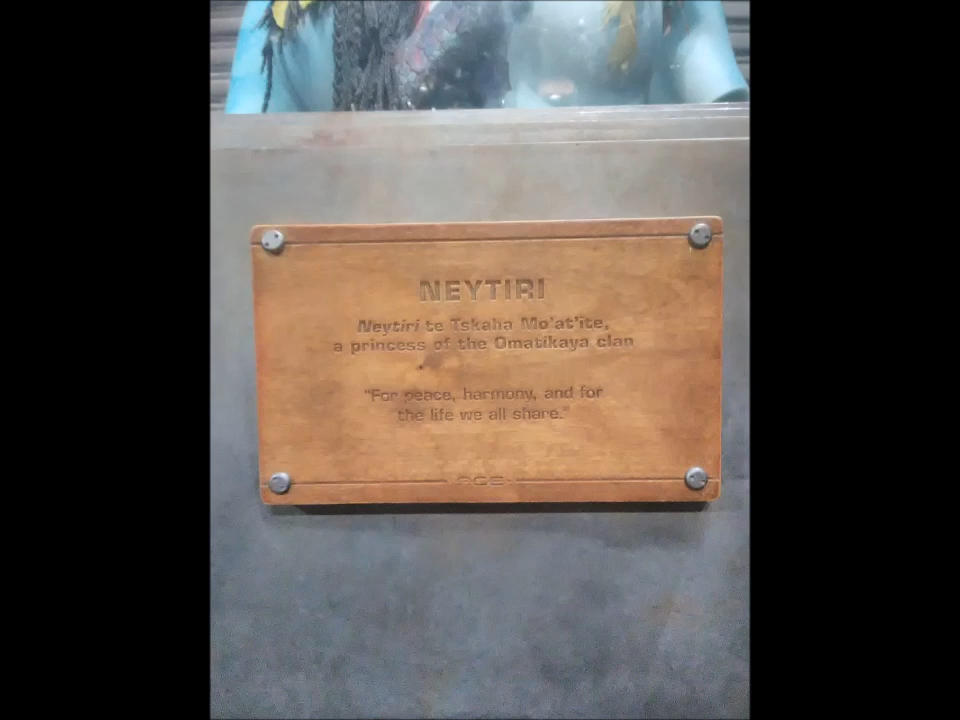 NEYTIRI
Neytiri te Tskaha Mo'at'ite,
a princess of the Omatikaya clan
"For peace, harmony, and for
the life we all share."
ACE